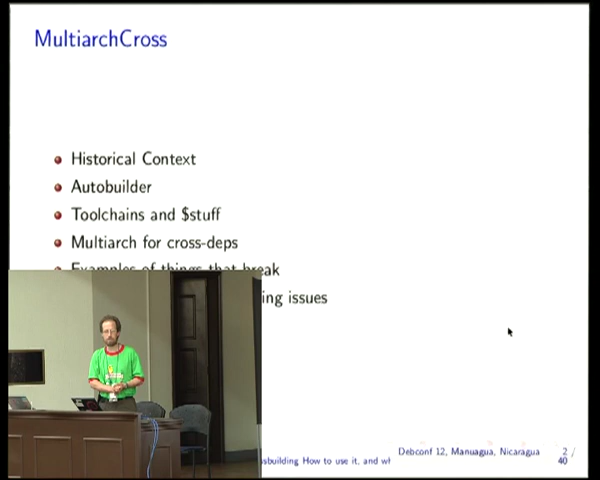 MultiarchCross
Historical Context
Autobuilder
Toolchains and $stuff
Multiarch for cross-deps
Examples of things that break
ing issues
Debconf 12, Managua, Nicaragua 2 /
sbuilding How to use it, and wh 40